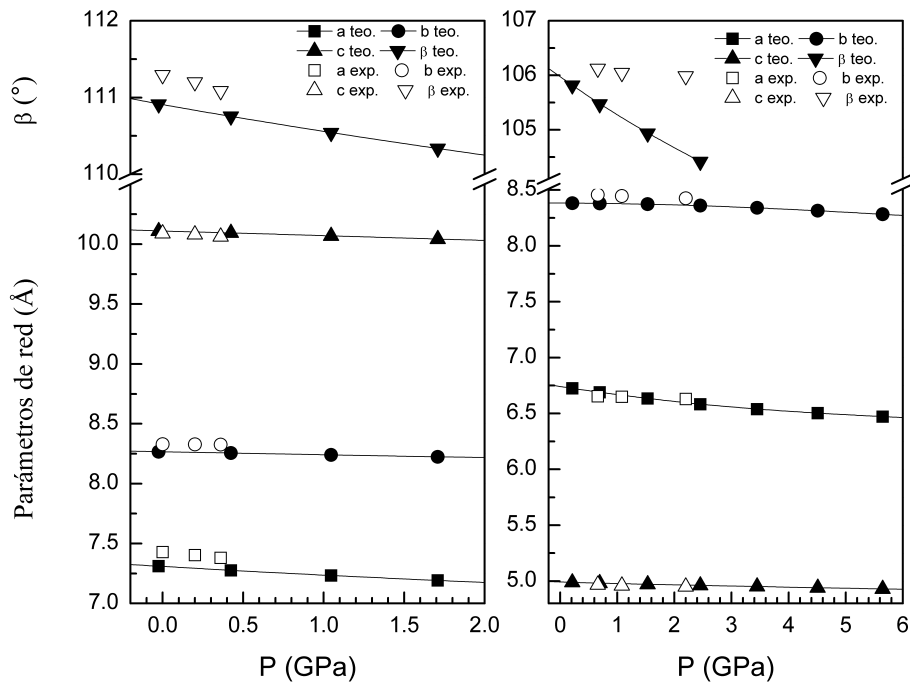 β (°)
Parámetros de red (Å)
112
111
110
10.0
9.5
9.0
8.5
8.0
7.5
7.0
a teo. b teo.
c teo. β teo.
a exp. b exp.
c exp. β exp.
0.0 0.5 1.0 1.5 2.0
P (GPa)
107
106
105
8.5
8.0
7.5
7.0
6.5
6.0
5.5
5.0
a teo. b teo.
c teo. β teo.
a exp. b exp.
c exp. β exp.
0 1 2 3 4 5 6
P (GPa)